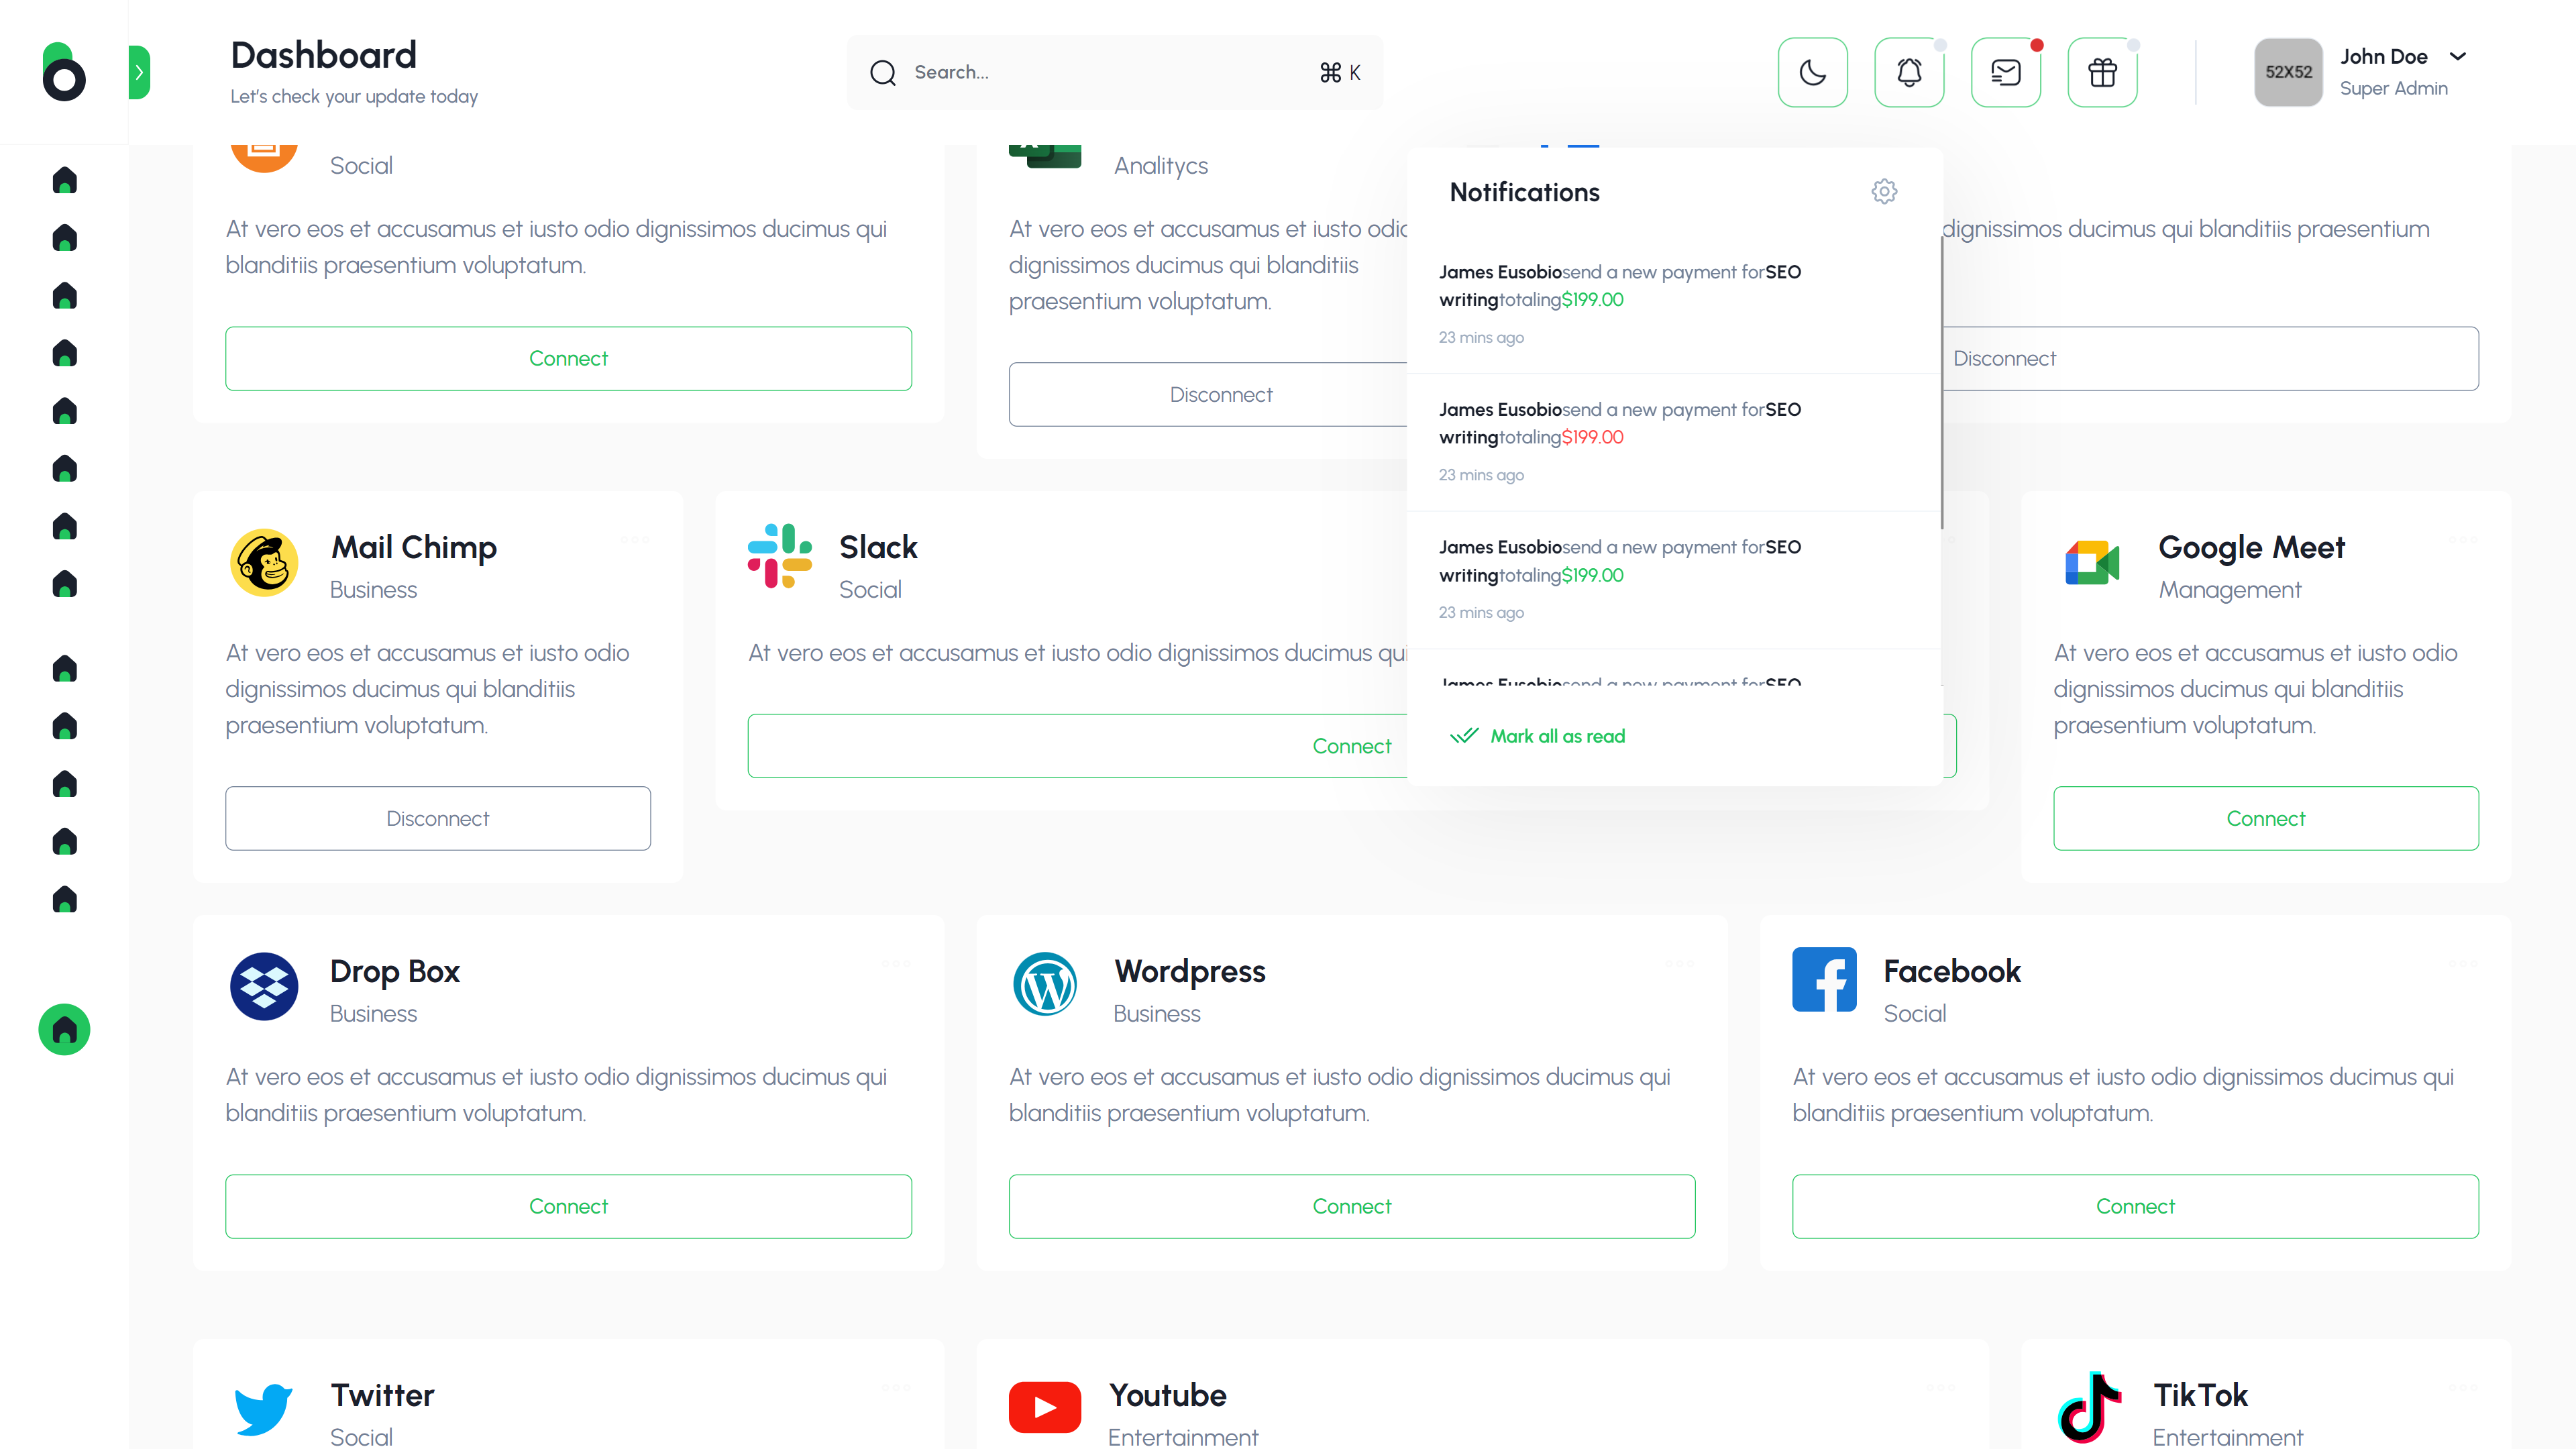 Dashboard
Let's check your update today
Search...
⌘ K
52X52
John Doe
Super Admin
Social
At vero eos et accusamus et iusto odio dignissimos ducimus qui
blanditiis praesentium voluptatum.
Connect
Analitycs
At vero eos et accusamus et iusto odio
dignissimos ducimus qui blanditiis
praesentium voluptatum.
Disconnect
dignissimos ducimus qui blanditiis praesentium
Disconnect
Notifications
James Eusobiosend a new payment forSEO
writingtotaling$199.00
23 mins ago
James Eusobiosend a new payment forSEO
writingtotaling$199.00
23 mins ago
James Eusobiosend a new payment forSEO
writingtotaling$199.00
23 mins ago
James Eusobiosend a new payment forSEO
Mark all as read
Mail Chimp
Business
At vero eos et accusamus et iusto odio
dignissimos ducimus qui blanditiis
praesentium voluptatum.
Disconnect
Slack
Social
At vero eos et accusamus et iusto odio dignissimos ducimus qui
Connect
Google Meet
Management
At vero eos et accusamus et iusto odio
dignissimos ducimus qui blanditiis
praesentium voluptatum.
Connect
Drop Box
Business
At vero eos et accusamus et iusto odio dignissimos ducimus qui
blanditiis praesentium voluptatum.
Connect
Wordpress
Business
At vero eos et accusamus et iusto odio dignissimos ducimus qui
blanditiis praesentium voluptatum.
Connect
Facebook
Social
At vero eos et accusamus et iusto odio dignissimos ducimus qui
blanditiis praesentium voluptatum.
Connect
Twitter
Social
Youtube
Entertainment
TikTok
Entertainment